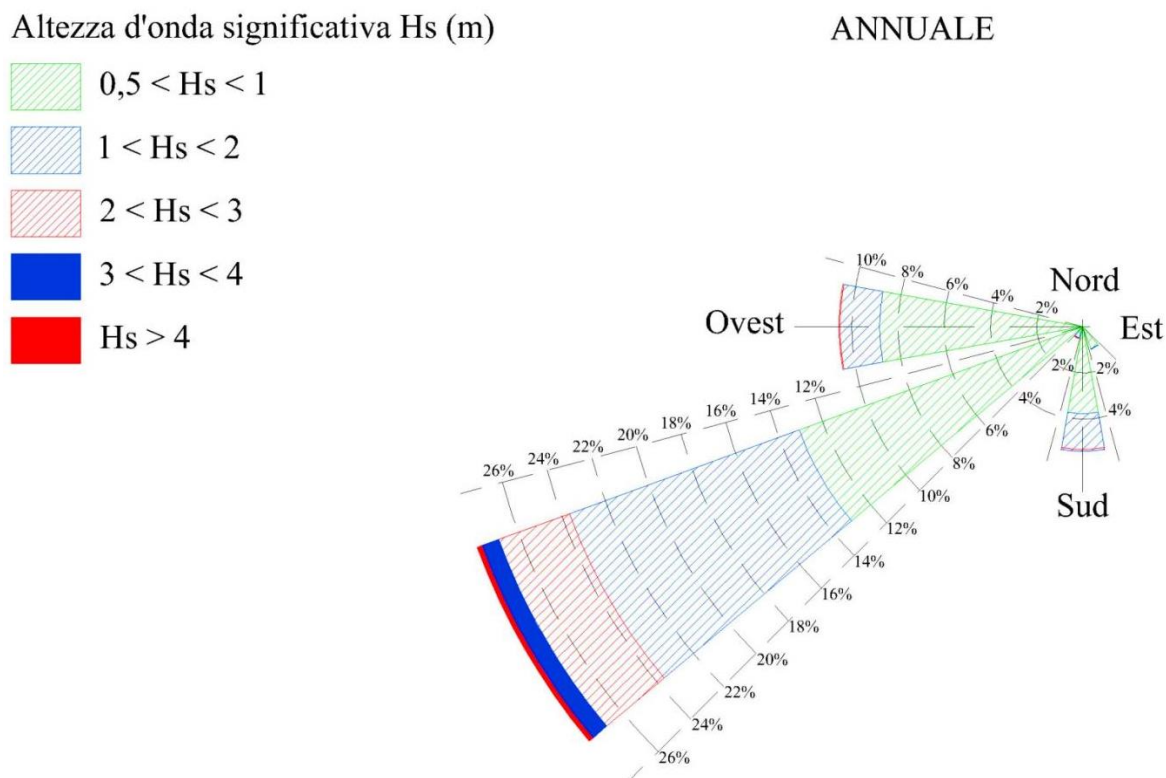 Altezza d'onda significativa Hs (m)
ANNUALE
0,5 < Hs < 1
1 < Hs < 2
2 < Hs < 3
3 < Hs < 4
Hs > 4
Nord
Est
Ovest
Sud
10%
8%
6%
4%
2%
2%
2%
4%
4%
6%
8%
10%
12%
14%
16%
18%
20%
22%
24%
26%
12%
14%
16%
18%
20%
22%
24%
26%